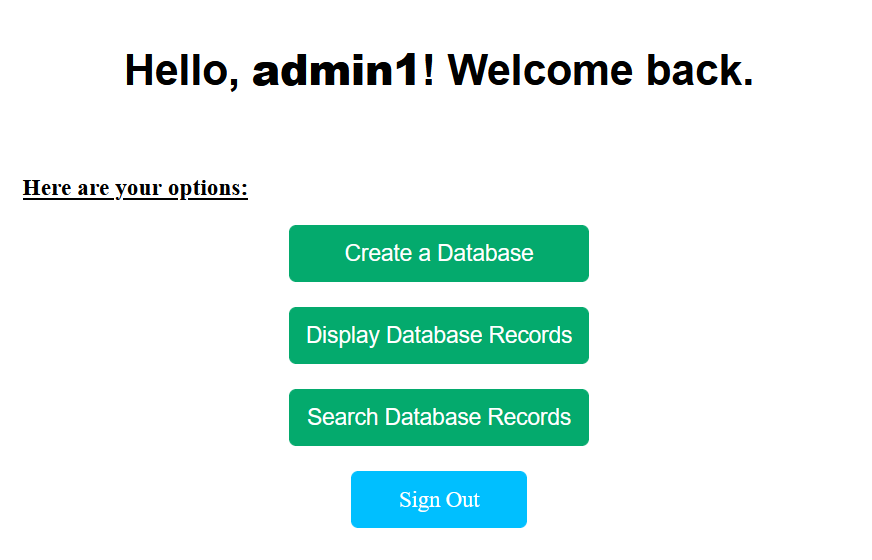 Hello, admin1! Welcome back.
Here are your options:
Create a Database
Display Database Records
Search Database Records
Sign Out